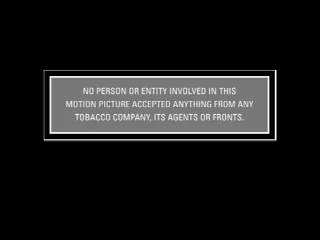 NO PERSON OR ENTITY INVOLVED IN THIS
MOTION PICTURE ACCEPTED ANYTHING FROM ANY
TOBACCO COMPANY, ITS AGENTS OR FRONTS.